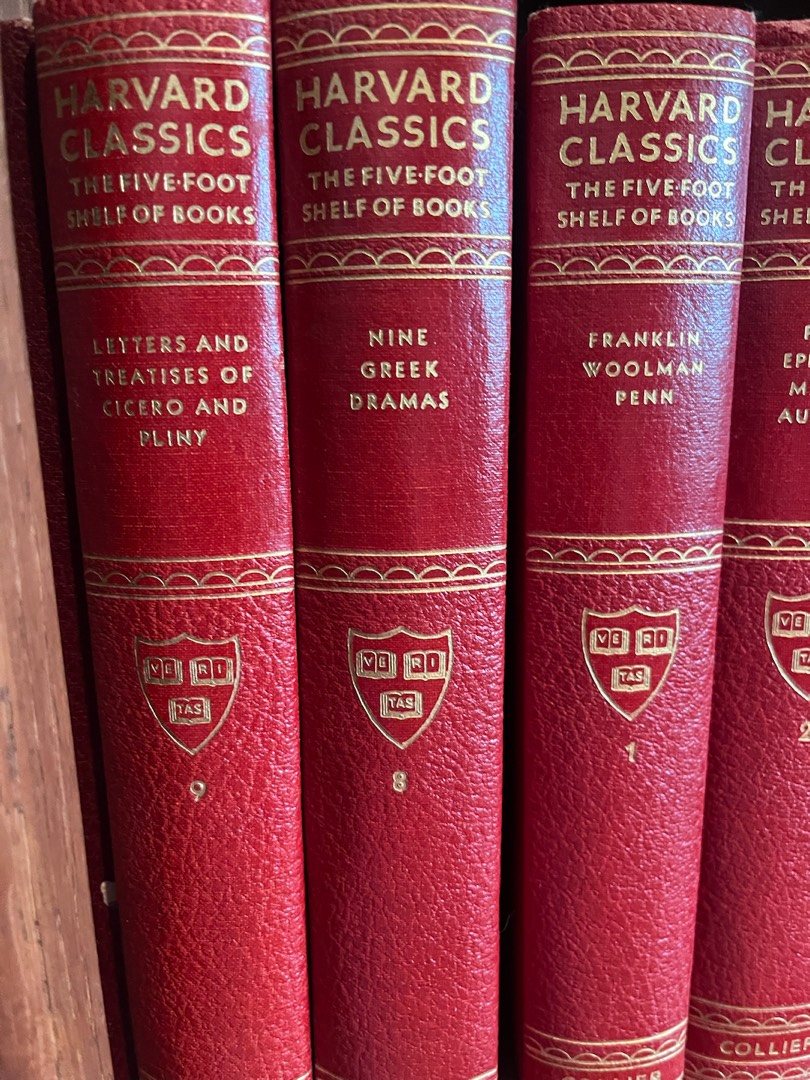 HARVARD
CLASSICS
THE FIVE-FOOT
SHELF OF BOOKS
LETTERS AND
TREATISES OF
CICERO AND
PLINY
VE RI
TAS
9
HARVARD
CLASSICS
THE FIVE-FOOT
SHELF OF BOOKS
NINE
GREEK
DRAMAS
VE RI
TAS
8
HARVARD
CLASSICS
THE FIVE-FOOT
SHELF OF BOOKS
FRANKLIN
WOOLMAN
PENN
VE RI
TAS
1
VE
2
COLLIER